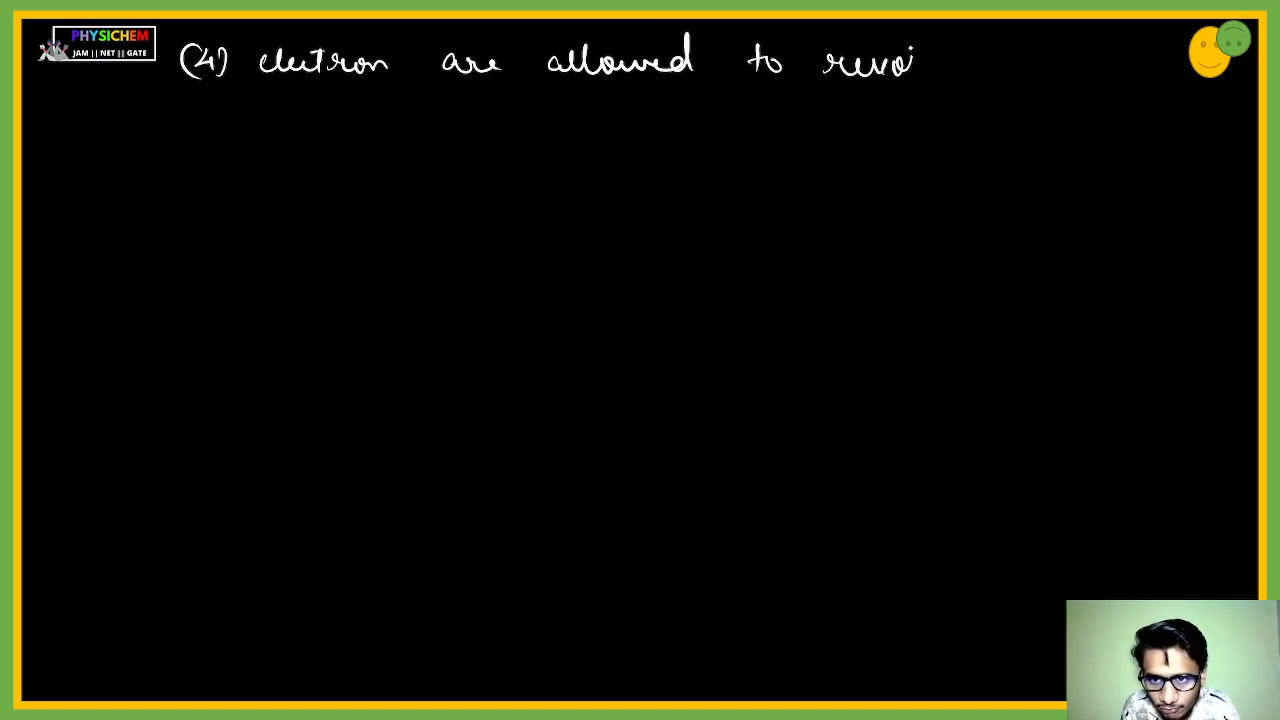 PHYSICHEM
JAM || NET || GATE
(4) electron are allowed to revo